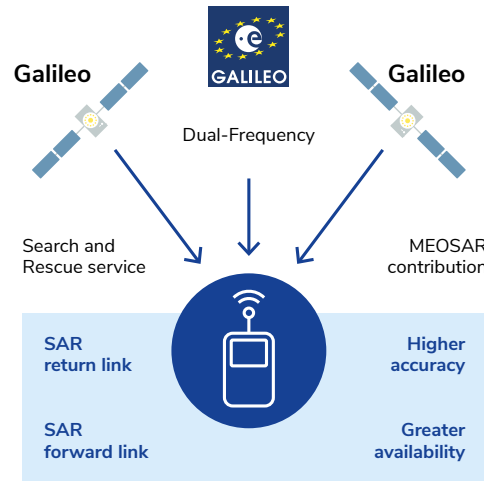 GALILEO
Galileo
Galileo
Dual-Frequency
Search and
Rescue service
MEOSAR
contribution
SAR
return link
Higher
accuracy
SAR
forward link
Greater
availability